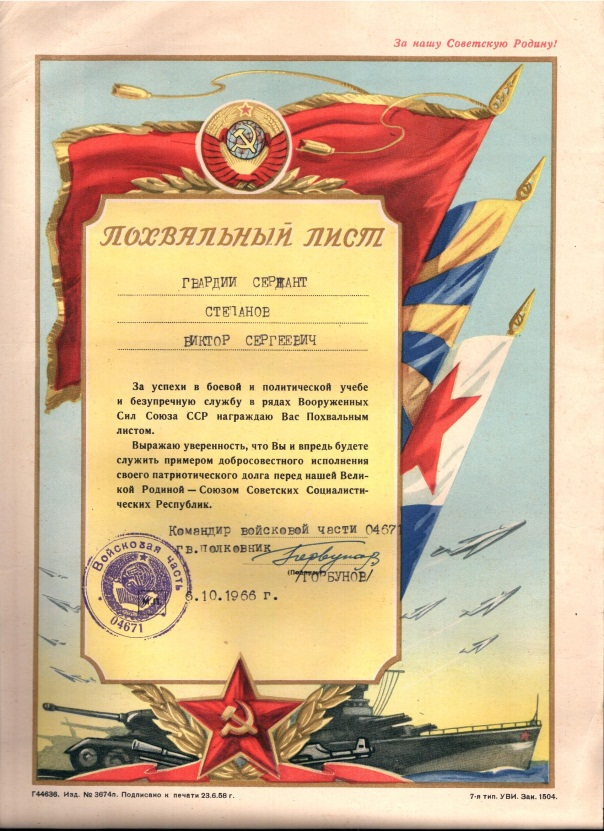 За нашу Советскую Родину!
ПОХВАЛЬНЫЙ ЛИСТ
ГВАРДИИ СЕРЖАНТ
СТЕПАНОВ
ВИКТОР СЕРГЕЕВИЧ
За успехи в боевой и политической учебе
и безупречную службу в рядах Вооруженных
Сил Союза ССР награждаю Вас Похвальным
листом.
Выражаю уверенность, что Вы и впредь будете
служить примером добросовестного исполнения
своего патриотического долга перед нашей Вели-
кой Родиной — Союзом Советских Социалисти-
ческих Республик.
Командир войсковой части 04671
гв.полковник
(Подпись)
/ГОРБУНОВ/
М.П. 6.10.1966 г.
Войсковая часть
04671
Г44636. Изд. № 3674п. Подписано к печати 23.6.58 г.
7-я тип. УВИ. Зак. 1504.